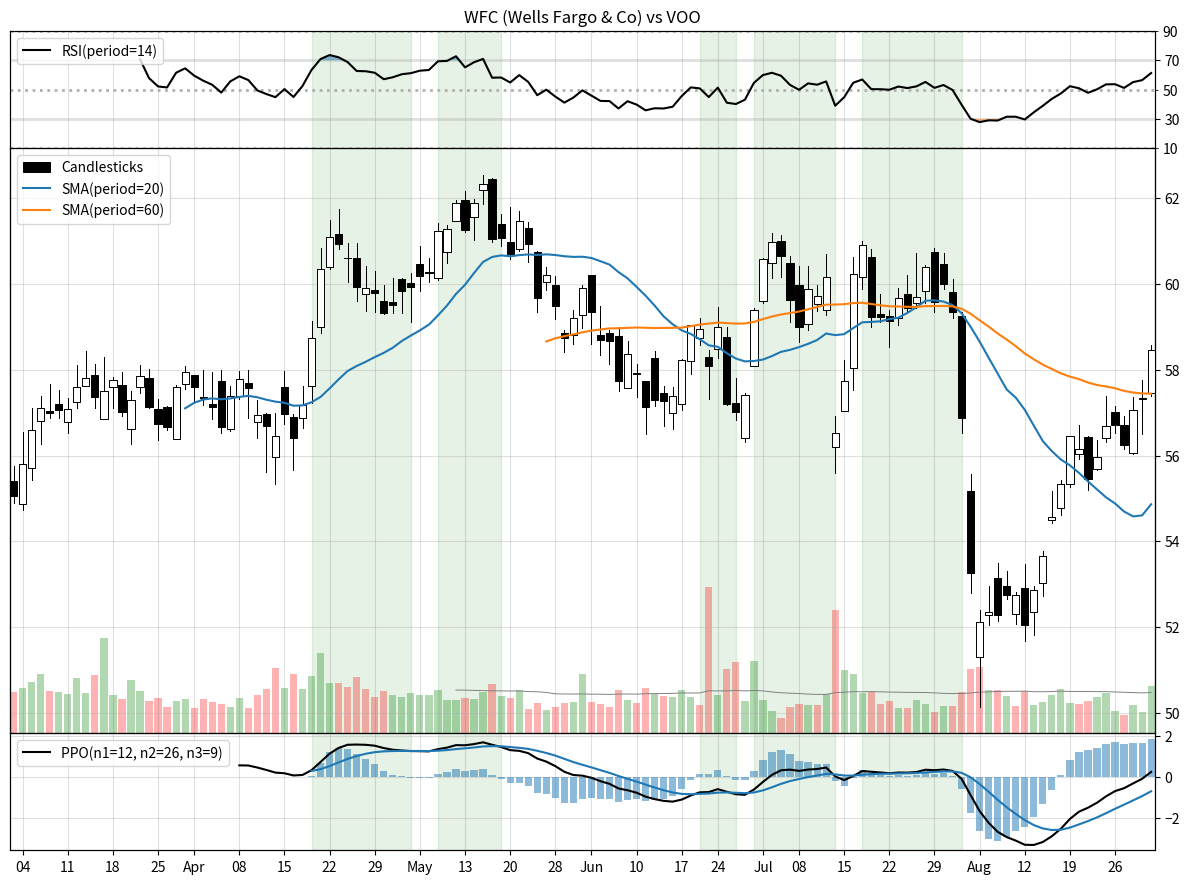 WFC (Wells Fargo & Co) vs VOO
RSI(period=14)
90
70
50
30
10
Candlesticks
SMA(period=20)
SMA(period=60)
62
60
58
56
54
52
50
PPO(n1=12, n2=26, n3=9)
2
0
−2
04 11 18 25 Apr 08 15 22 29 May 13 20 28 Jun 10 17 24 Jul 08 15 22 29 Aug 12 19 26